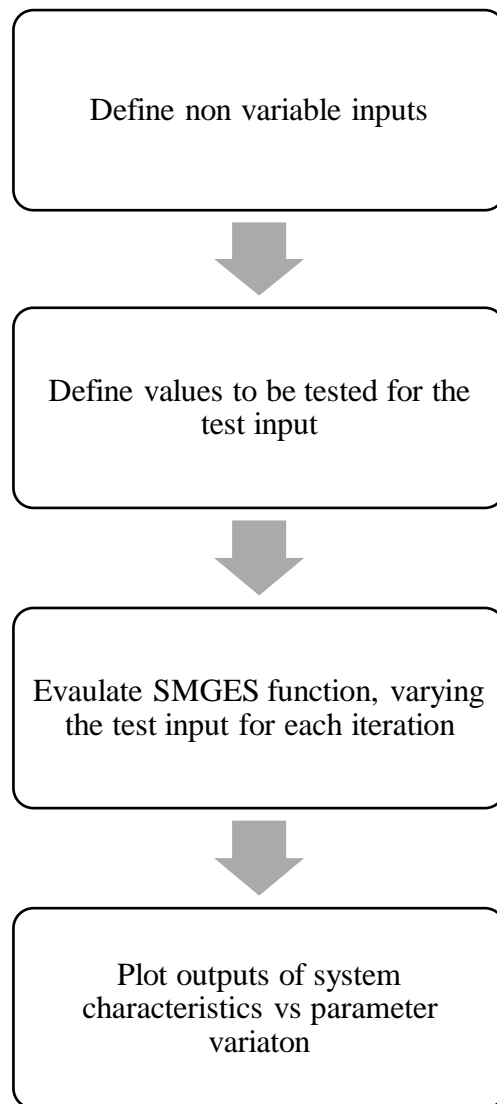 Define non variable inputs
Define values to be tested for the
test input
Evaulate SMGES function, varying
the test input for each iteration
Plot outputs of system
characteristics vs parameter
variaton